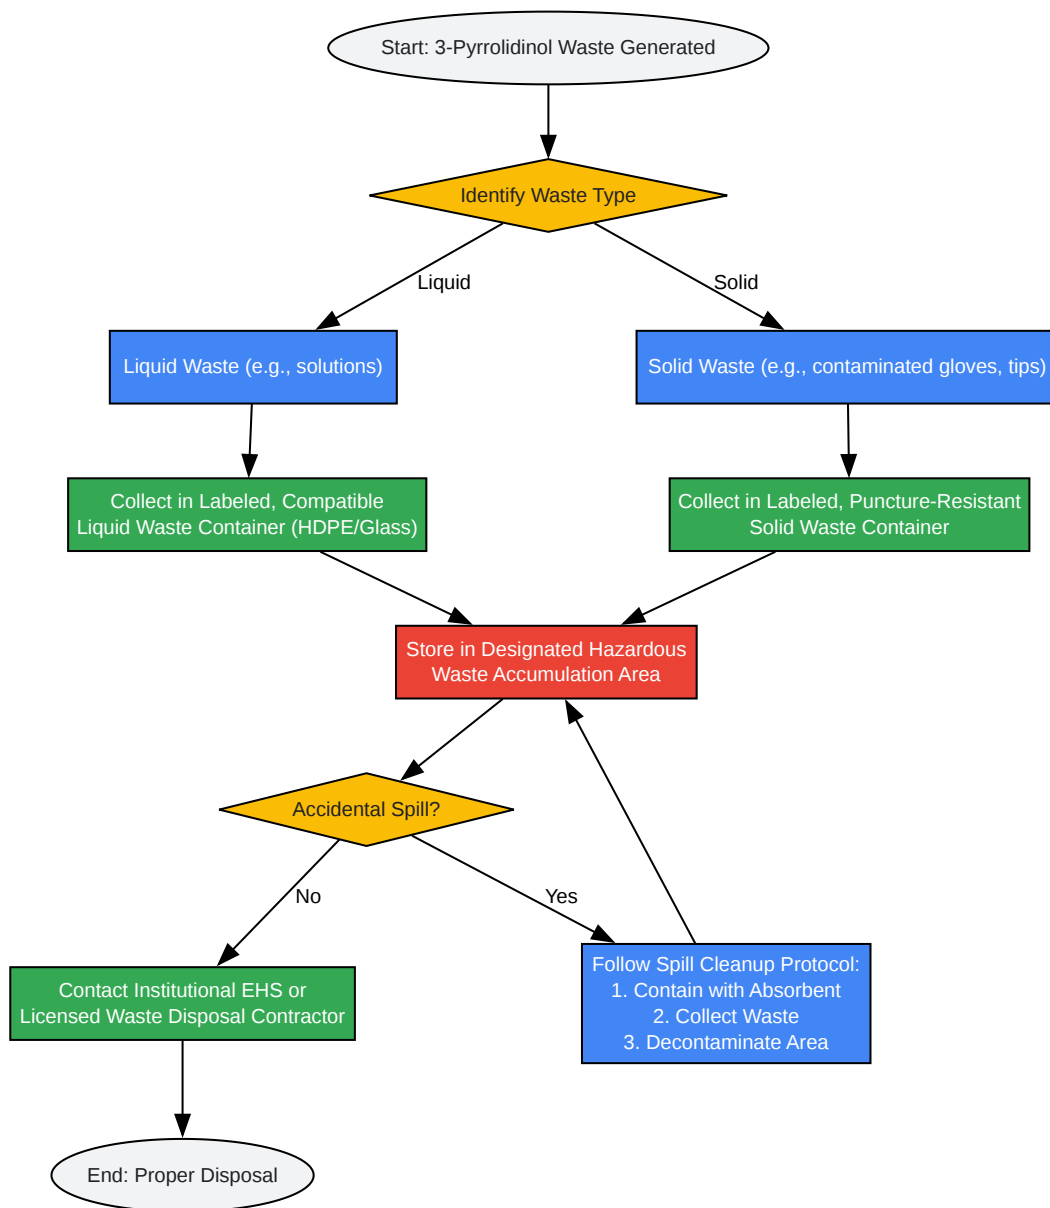 Start: 3-Pyrrolidinol Waste Generated
Identify Waste Type
Liquid
Solid
Liquid Waste (e.g., solutions)
Solid Waste (e.g., contaminated gloves, tips)
Collect in Labeled, Compatible
Liquid Waste Container (HDPE/Glass)
Collect in Labeled, Puncture-Resistant
Solid Waste Container
Store in Designated Hazardous
Waste Accumulation Area
Accidental Spill?
No
Yes
Contact Institutional EHS or
Licensed Waste Disposal Contractor
Follow Spill Cleanup Protocol:
1. Contain with Absorbent
2. Collect Waste
3. Decontaminate Area
End: Proper Disposal